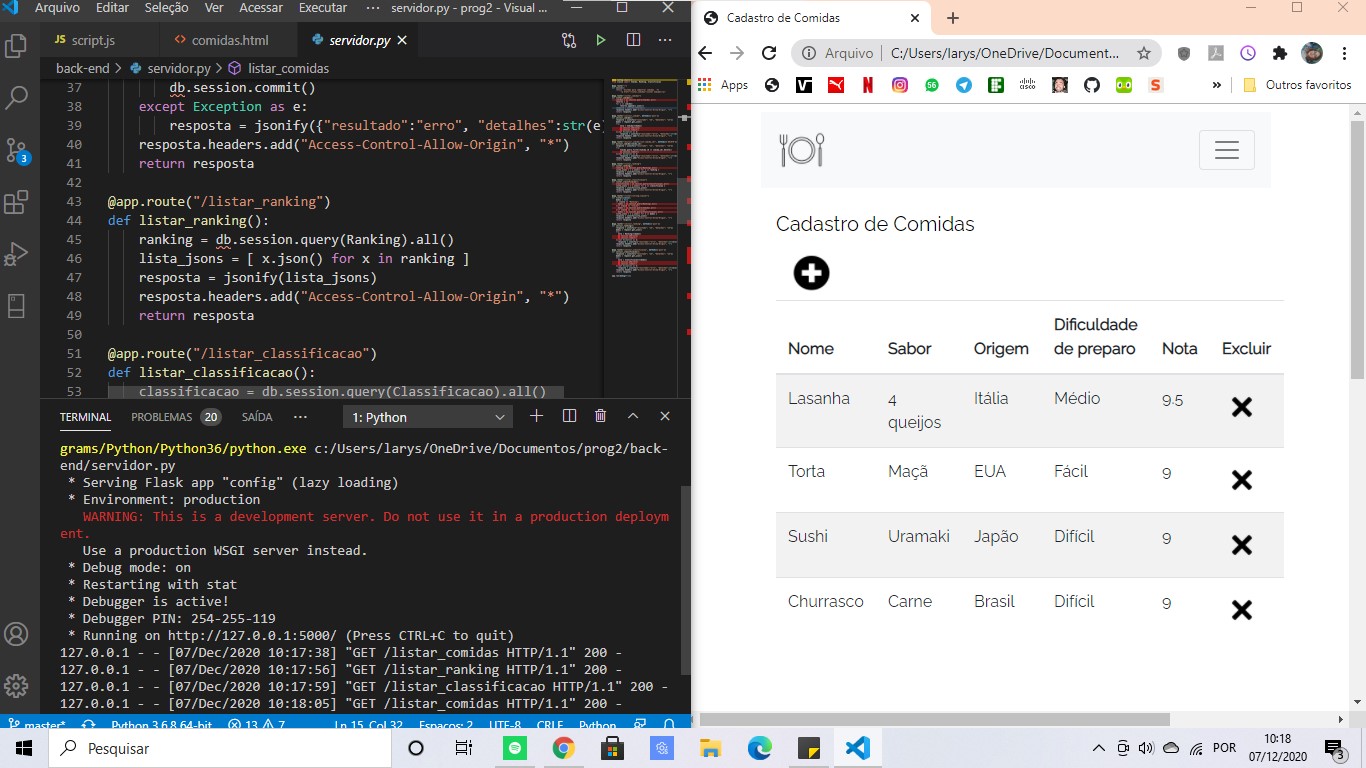 Arquivo Editar Seleção Ver Acessar Executar ··· servidor.py - prog2 - Visual ...
JS script.js <> comidas.html servidor.py
back-end > servidor.py > listar_comidas
37 db.session.commit()
38 except Exception as e:
39 resposta = jsonify({"resultado":"erro", "detalhes":str(e
40 resposta.headers.add("Access-Control-Allow-Origin", "*")
41 return resposta
42
43 @app.route("/listar_ranking")
44 def listar_ranking():
45 ranking = db.session.query(Ranking).all()
46 lista_jsons = [ x.json() for x in ranking ]
47 resposta = jsonify(lista_jsons)
48 resposta.headers.add("Access-Control-Allow-Origin", "*")
49 return resposta
50
51 @app.route("/listar_classificacao")
52 def listar_classificacao():
53 classificacao = db.session.query(Classificacao).all()
3
TERMINAL PROBLEMAS 20 SAÍDA ··· 1: Python
grams/Python/Python36/python.exe c:/Users/larys/OneDrive/Documentos/prog2/back-
end/servidor.py
* Serving Flask app "config" (lazy loading)
* Environment: production
WARNING: This is a development server. Do not use it in a production deploym
ent.
Use a production WSGI server instead.
* Debug mode: on
* Restarting with stat
* Debugger is active!
* Debugger PIN: 254-255-119
* Running on http://127.0.0.1:5000/ (Press CTRL+C to quit)
127.0.0.1 - - [07/Dec/2020 10:17:38] "GET /listar_comidas HTTP/1.1" 200 -
127.0.0.1 - - [07/Dec/2020 10:17:56] "GET /listar_ranking HTTP/1.1" 200 -
127.0.0.1 - - [07/Dec/2020 10:17:59] "GET /listar_classificacao HTTP/1.1" 200 -
127.0.0.1 - - [07/Dec/2020 10:18:05] "GET /listar_comidas HTTP/1.1" 200 -
master* Python 3.6.8 64-bit 13 7 Ln 15, Col 32 Espaços: 2 UTF-8 CRLF Python
Cadastro de Comidas
Arquivo | C:/Users/larys/OneDrive/Document...
Apps » Outros favoritos
Cadastro de Comidas
Nome Sabor Origem Dificuldade de preparo Nota Excluir
Lasanha 4 queijos Itália Médio 9.5
Torta Maçã EUA Fácil 9
Sushi Uramaki Japão Difícil 9
Churrasco Carne Brasil Difícil 9
Pesquisar
POR
10:18
07/12/2020
3